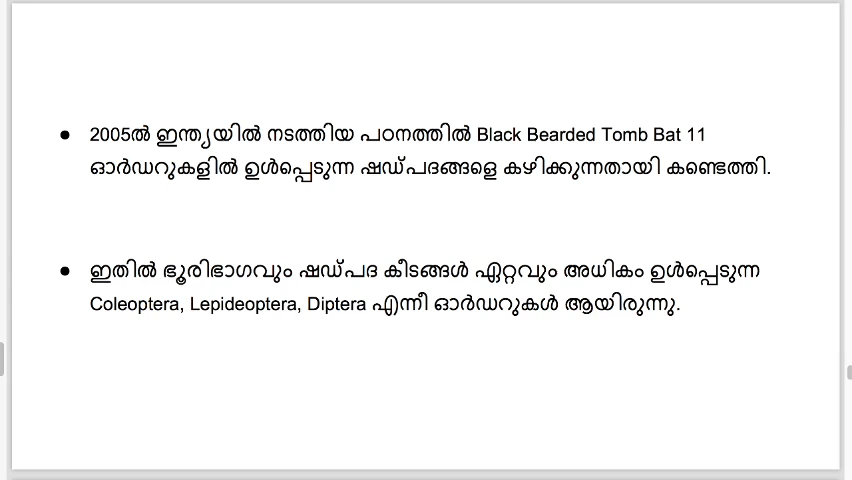 ● 2005ൽ ഇന്ത്യയിൽ നടത്തിയ പഠനത്തിൽ Black Bearded Tomb Bat 11
ഓർഡറുകളിൽ ഉൾപ്പെടുന്ന ഷഡ്പദങ്ങളെ കഴിക്കുന്നതായി കണ്ടെത്തി.
● ഇതിൽ ഭൂരിഭാഗവും ഷഡ്പദ കീടങ്ങൾ ഏറ്റവും അധികം ഉൾപ്പെടുന്ന
Coleoptera, Lepideoptera, Diptera എന്നീ ഓർഡറുകൾ ആയിരുന്നു.